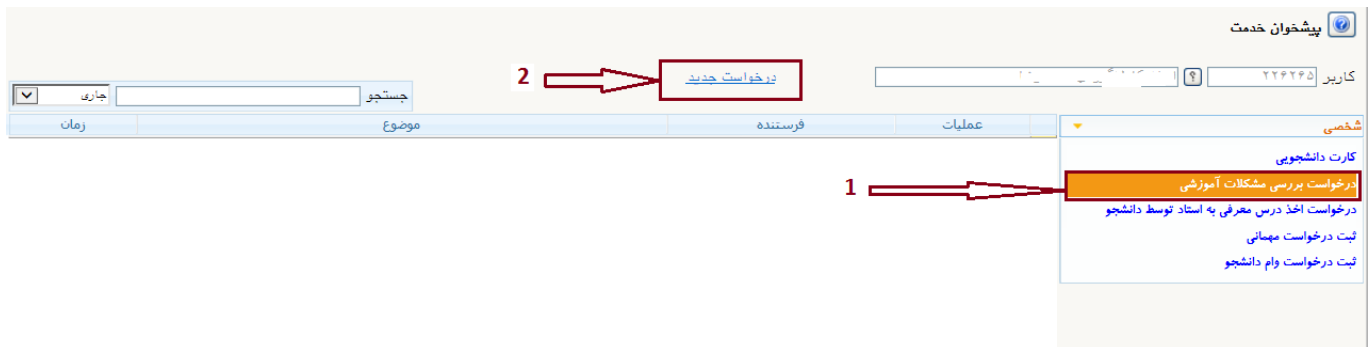 پیشخوان خدمت
کاربر ۲۲۶۲۶۵
درخواست جدید
2
جستجو
جاری
شخصی
عملیات
فرستنده
موضوع
زمان
کارت دانشجویی
درخواست بررسی مشکلات آموزشی
1
درخواست اخذ درس معرفی به استاد توسط دانشجو
ثبت درخواست مهمانی
ثبت درخواست وام دانشجو